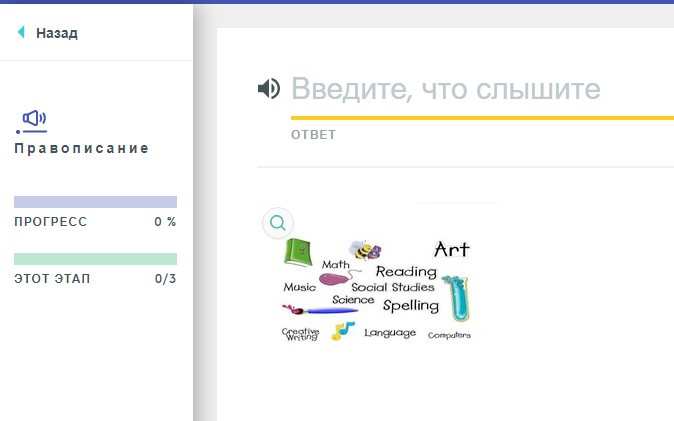 Назад
Правописание
ПРОГРЕСС 0 %
ЭТОТ ЭТАП 0/3
Введите, что слышите
ОТВЕТ
Art
Math
Reading
Music
Social Studies
Science
Spelling
Creative
Writing
Language
Computers